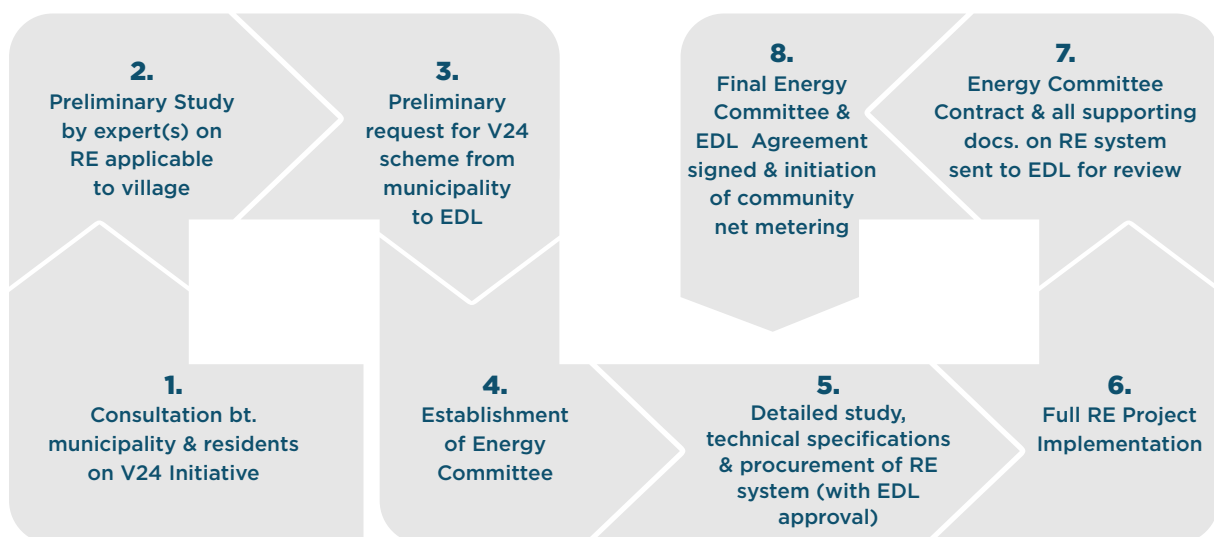 1.
Consultation bt.
municipality & residents
on V24 Initiative
2.
Preliminary Study
by expert(s) on
RE applicable
to village
3.
Preliminary
request for V24
scheme from
municipality
to EDL
4.
Establishment
of Energy
Committee
5.
Detailed study,
technical specifications
& procurement of RE
system (with EDL
approval)
6.
Full RE Project
Implementation
7.
Energy Committee
Contract & all supporting
docs. on RE system
sent to EDL for review
8.
Final Energy
Committee &
EDL Agreement
signed & initiation
of community
net metering